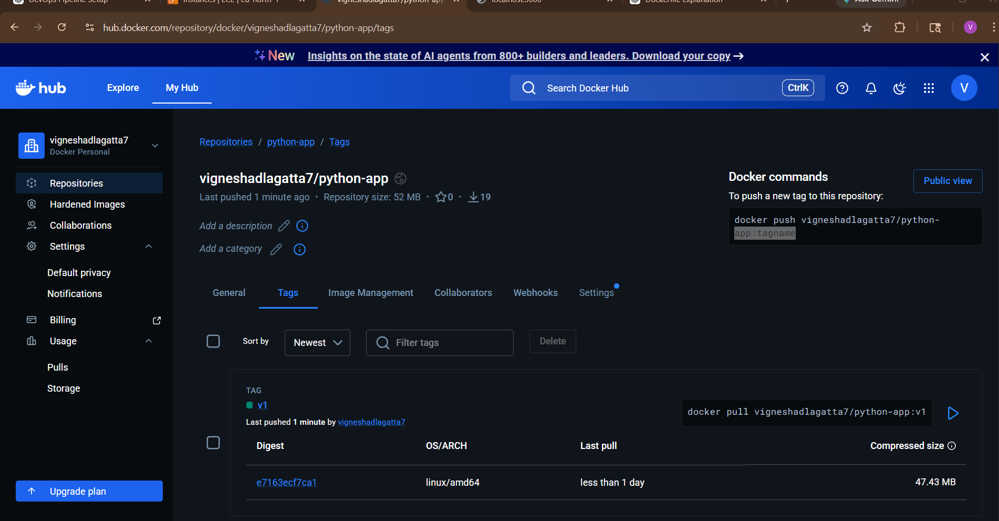 DevOps Pipeline Setup
Instances | EC2 | eu-north-1
vigneshadlagatta7/python-app
localhost:5000
Dockerfile Explanation
Ask Gemini
hub.docker.com/repository/docker/vigneshadlagatta7/python-app/tags
V
New Insights on the state of AI agents from 800+ builders and leaders. Download your copy →
hub
Explore
My Hub
Search Docker Hub
CtrlK
V
vigneshadlagatta7
Docker Personal
Repositories
Hardened Images
Collaborations
Settings
Default privacy
Notifications
Billing
Usage
Pulls
Storage
Upgrade plan
Repositories / python-app / Tags
vigneshadlagatta7/python-app
Last pushed 1 minute ago • Repository size: 52 MB • 0 • 19
Add a description
Add a category
Docker commands
Public view
To push a new tag to this repository:
docker push vigneshadlagatta7/python-
app:tagname
General
Tags
Image Management
Collaborators
Webhooks
Settings
Sort by
Newest
Filter tags
Delete
TAG
v1
Last pushed 1 minute by vigneshadlagatta7
docker pull vigneshadlagatta7/python-app:v1
Digest OS/ARCH Last pull Compressed size
e7163ecf7ca1 linux/amd64 less than 1 day 47.43 MB